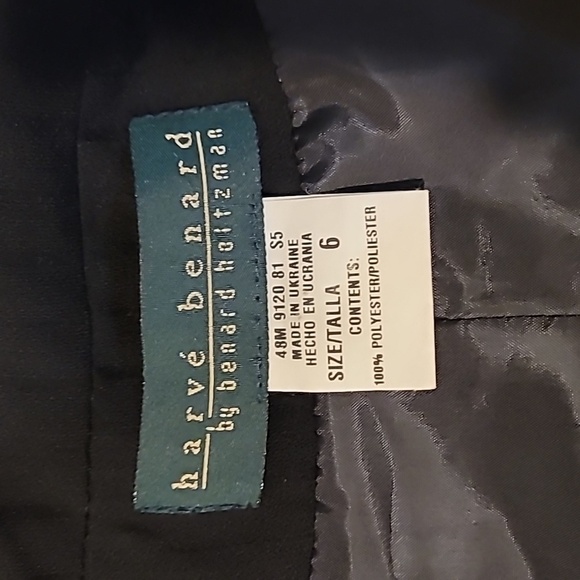 harvé benard
by benard holtzman
48M 9120 81 S5
MADE IN UKRAINE
HECHO EN UCRANIA
SIZE/TALLA 6
CONTENTS:
100% POLYESTER/POLIESTER